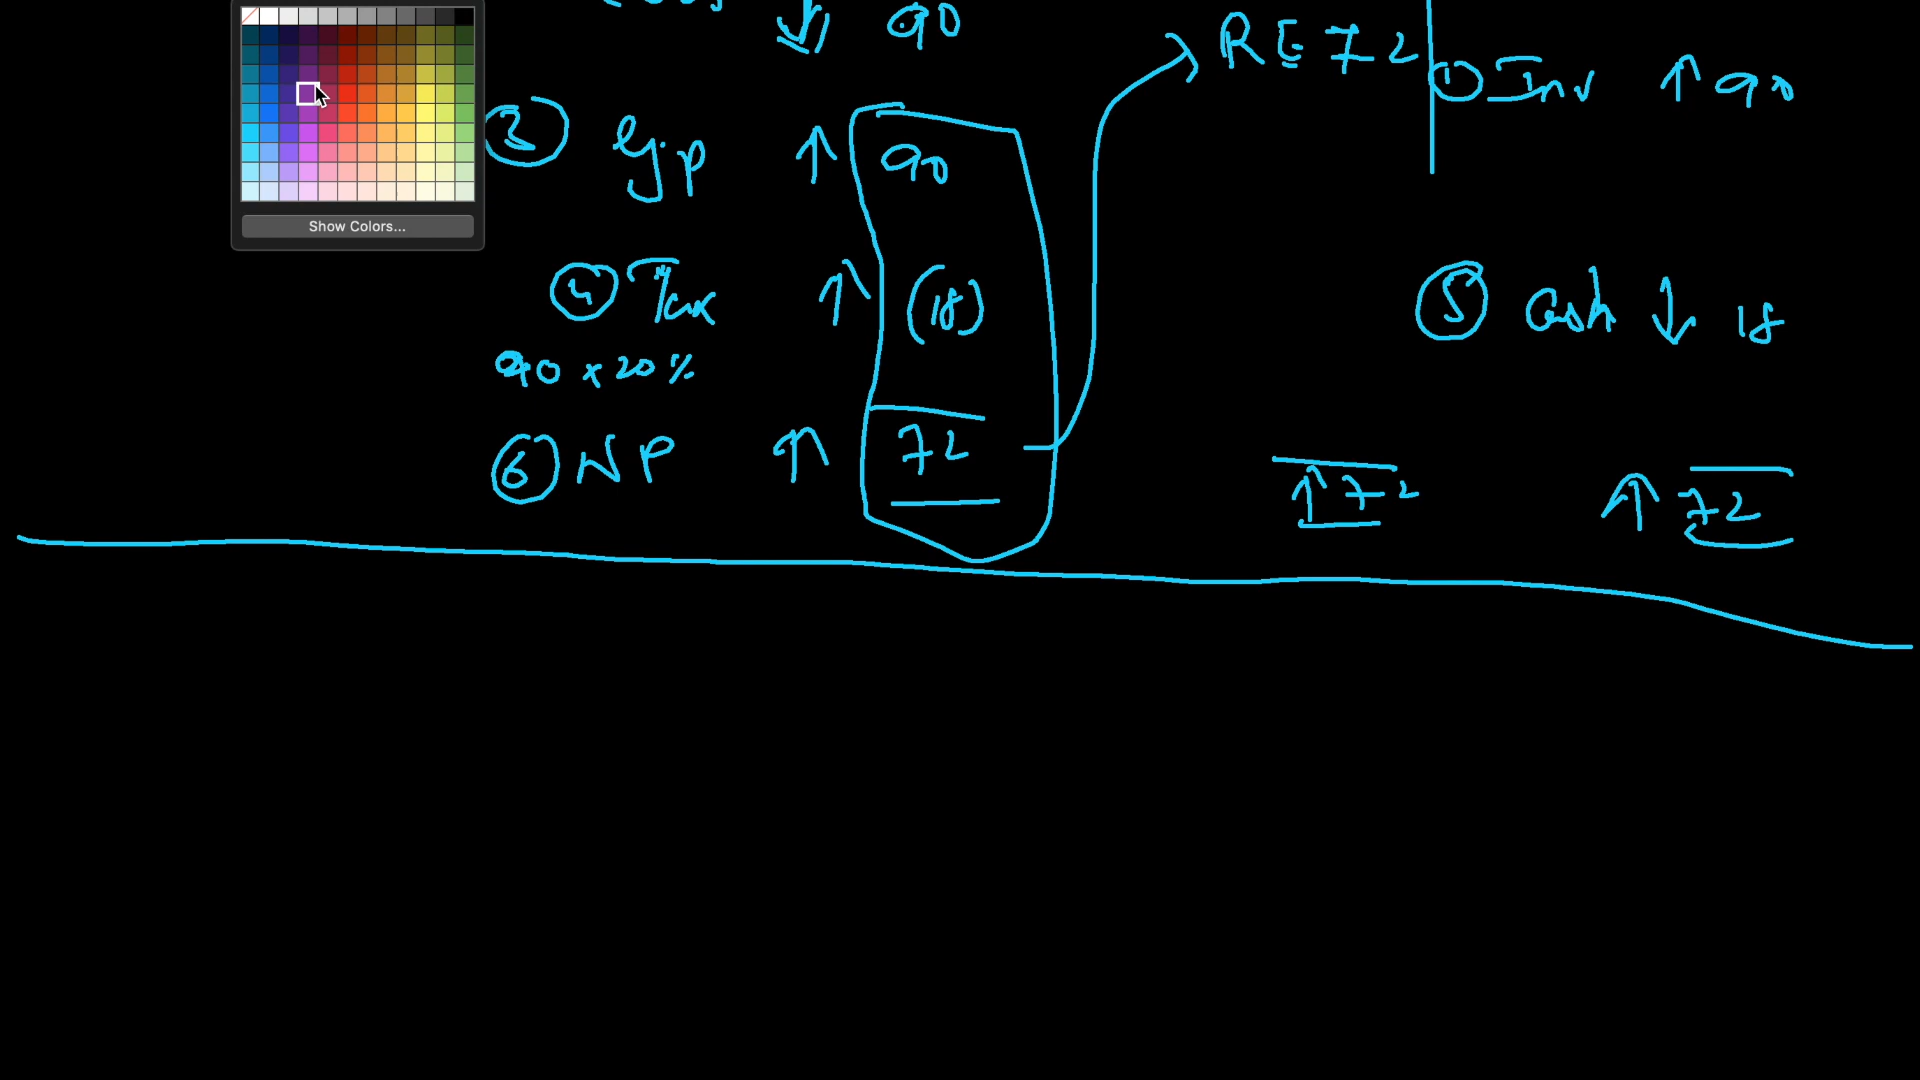 ↓ 90
RE 72
① Inv ↑ 90
Show Colors...
③ GP ↑ 90
④ Tax ↑ (18)
⑤ Cash ↓ 18
90 x 20 %
⑥ NP ↑ 72
↑ 72
↑ 72